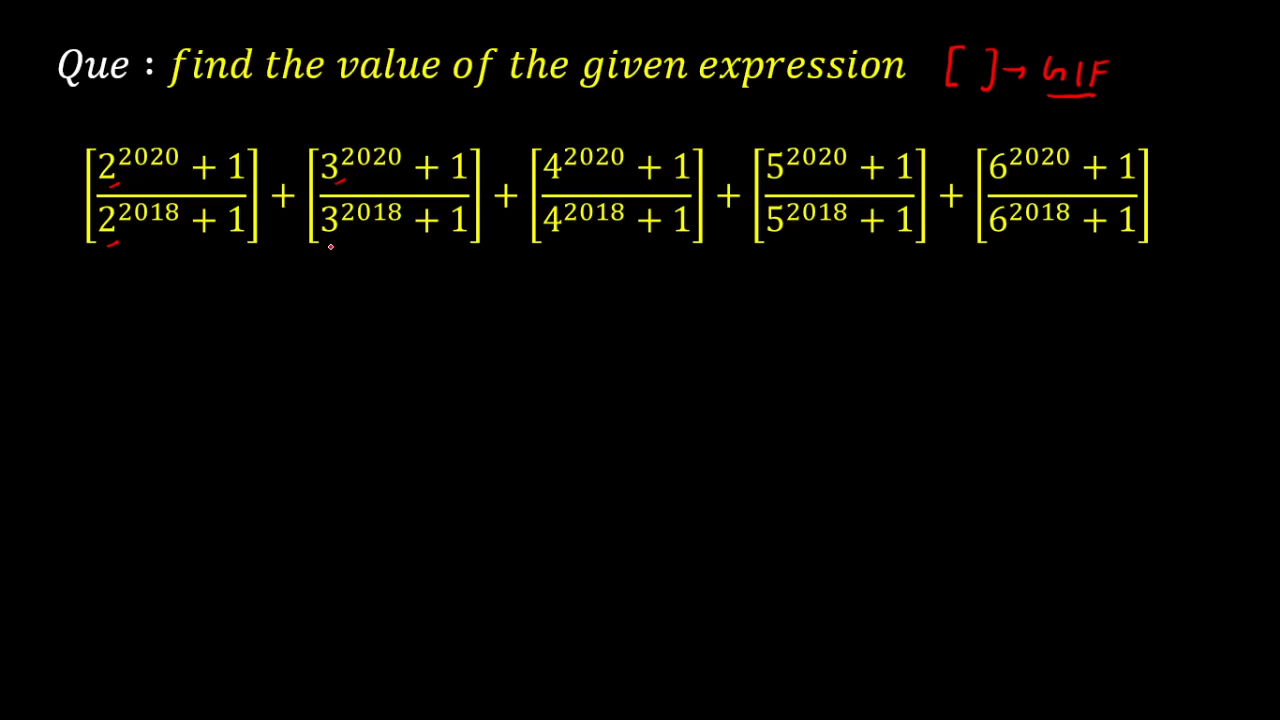 Que : find the value of the given expression [ ] → GIF
[2^2020 + 1 / 2^2018 + 1] + [3^2020 + 1 / 3^2018 + 1] + [4^2020 + 1 / 4^2018 + 1] + [5^2020 + 1 / 5^2018 + 1] + [6^2020 + 1 / 6^2018 + 1]